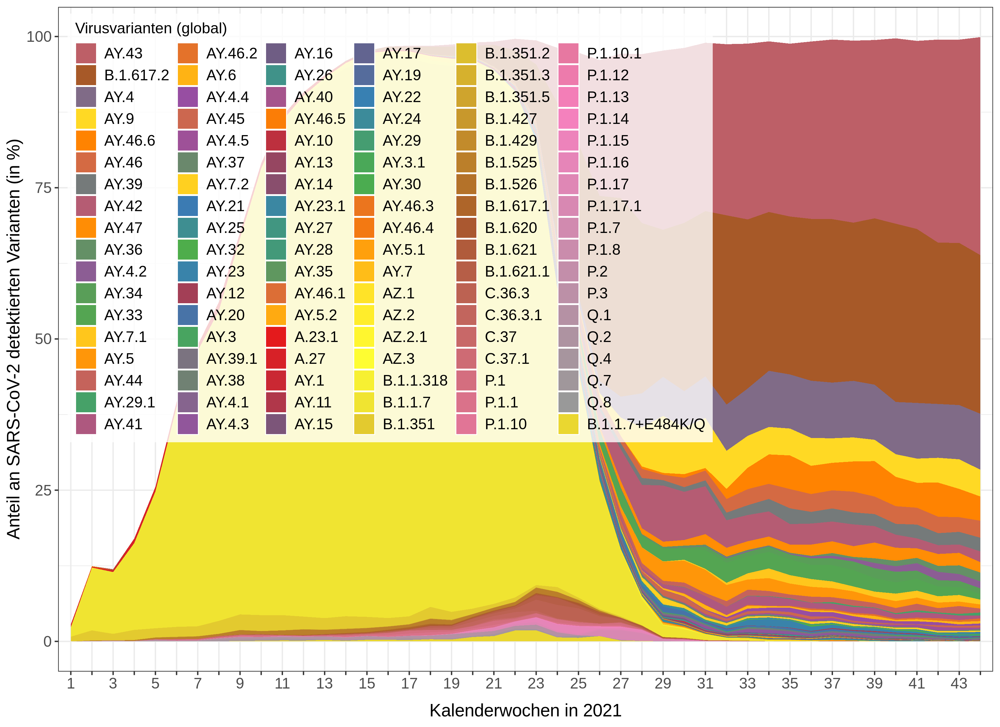 Anteil an SARS-CoV-2 detektierten Varianten (in %)
100
75
50
25
0
Virusvarianten (global)
AY.43
B.1.617.2
AY.4
AY.9
AY.46.6
AY.46
AY.39
AY.42
AY.47
AY.36
AY.4.2
AY.34
AY.33
AY.7.1
AY.5
AY.44
AY.29.1
AY.41
AY.46.2
AY.6
AY.4.4
AY.45
AY.4.5
AY.37
AY.7.2
AY.21
AY.25
AY.32
AY.23
AY.12
AY.20
AY.3
AY.39.1
AY.38
AY.4.1
AY.4.3
AY.16
AY.26
AY.40
AY.46.5
AY.10
AY.13
AY.14
AY.23.1
AY.27
AY.28
AY.35
AY.46.1
AY.5.2
A.23.1
A.27
AY.1
AY.11
AY.15
AY.17
AY.19
AY.22
AY.24
AY.29
AY.3.1
AY.30
AY.46.3
AY.46.4
AY.5.1
AY.7
AZ.1
AZ.2
AZ.2.1
AZ.3
B.1.1.318
B.1.1.7
B.1.351
B.1.351.2
B.1.351.3
B.1.351.5
B.1.427
B.1.429
B.1.525
B.1.526
B.1.617.1
B.1.620
B.1.621
B.1.621.1
C.36.3
C.36.3.1
C.37
C.37.1
P.1
P.1.1
P.1.10
P.1.10.1
P.1.12
P.1.13
P.1.14
P.1.15
P.1.16
P.1.17
P.1.17.1
P.1.7
P.1.8
P.2
P.3
Q.1
Q.2
Q.4
Q.7
Q.8
B.1.1.7+E484K/Q
1 3 5 7 9 11 13 15 17 19 21 23 25 27 29 31 33 35 37 39 41 43
Kalenderwochen in 2021